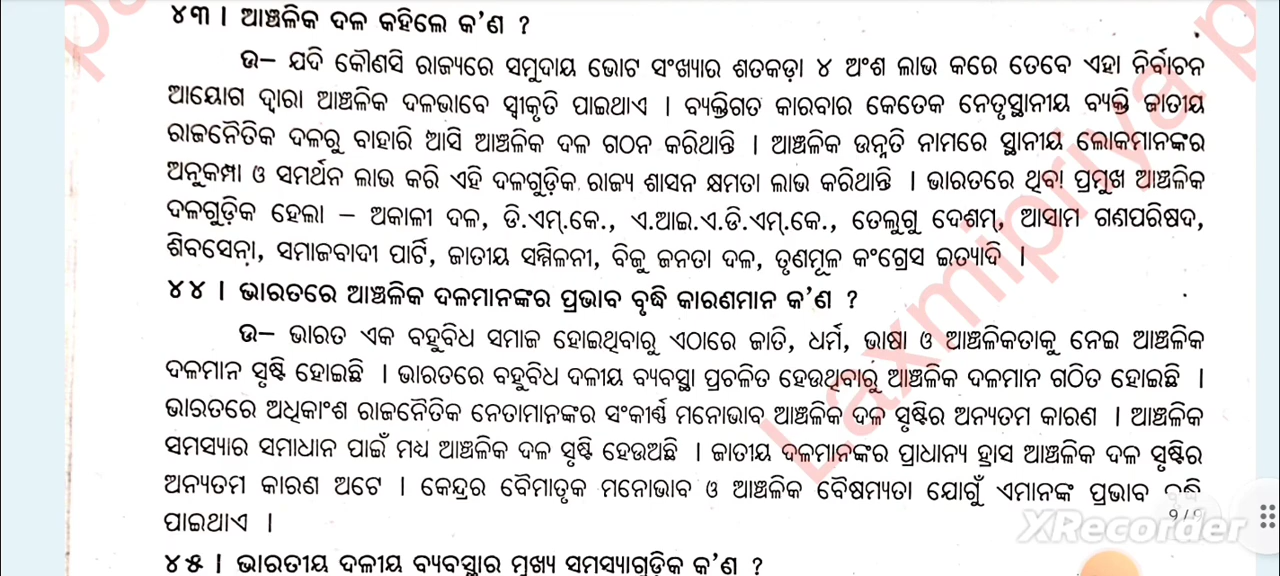 ୪୩ । ଆଞ୍ଚଳିକ ଦଳ କହିଲେ କ'ଣ ?
ଉ– ଯଦି କୌଣସି ରାଜ୍ୟରେ ସମୁଦାୟ ଭୋଟ ସଂଖ୍ୟାର ଶତକଡ଼ା ୪ ଅଂଶ ଲାଭ କରେ ତେବେ ଏହା ନିର୍ବାଚନ
ଆୟୋଗ ଦ୍ୱାରା ଆଞ୍ଚଳିକ ଦଳଭାବେ ସ୍ୱୀକୃତି ପାଇଥାଏ । ବ୍ୟକ୍ତିଗତ କାରବାର କେତେକ ନେତୃସ୍ଥାନୀୟ ବ୍ୟକ୍ତି ଜାତୀୟ
ରାଜନୈତିକ ଦଳରୁ ବାହାରି ଆସି ଆଞ୍ଚଳିକ ଦଳ ଗଠନ କରିଥାନ୍ତି । ଆଞ୍ଚଳିକ ଉନ୍ନତି ନାମରେ ସ୍ଥାନୀୟ ଲୋକମାନଙ୍କର
ଅନୁକମ୍ପା ଓ ସମର୍ଥନ ଲାଭ କରି ଏହି ଦଳଗୁଡ଼ିକ ରାଜ୍ୟ ଶାସନ କ୍ଷମତା ଲାଭ କରିଥାନ୍ତି । ଭାରତରେ ଥିବା ପ୍ରମୁଖ ଆଞ୍ଚଳିକ
ଦଳଗୁଡ଼ିକ ହେଲା – ଅକାଳୀ ଦଳ, ଡି.ଏମ୍.କେ., ଏ.ଆଇ.ଏ.ଡି.ଏମ୍.କେ., ତେଲୁଗୁ ଦେଶମ୍, ଆସାମ ଗଣପରିଷଦ,
ଶିବସେନା, ସମାଜବାଦୀ ପାର୍ଟି, ଜାତୀୟ ସମ୍ମିଳନୀ, ବିଜୁ ଜନତା ଦଳ, ତୃଣମୂଳ କଂଗ୍ରେସ ଇତ୍ୟାଦି ।
୪୪ । ଭାରତରେ ଆଞ୍ଚଳିକ ଦଳମାନଙ୍କର ପ୍ରଭାବ ବୃଦ୍ଧି କାରଣମାନ କ'ଣ ?
ଉ– ଭାରତ ଏକ ବହୁବିଧ ସମାଜ ହୋଇଥିବାରୁ ଏଠାରେ ଜାତି, ଧର୍ମ, ଭାଷା ଓ ଆଞ୍ଚଳିକତାକୁ ନେଇ ଆଞ୍ଚଳିକ
ଦଳମାନ ସୃଷ୍ଟି ହୋଇଛି । ଭାରତରେ ବହୁବିଧ ଦଳୀୟ ବ୍ୟବସ୍ଥା ପ୍ରଚଳିତ ହେଉଥିବାରୁ ଆଞ୍ଚଳିକ ଦଳମାନ ଗଠିତ ହୋଇଛି ।
ଭାରତରେ ଅଧିକାଂଶ ରାଜନୈତିକ ନେତାମାନଙ୍କର ସଂକୀର୍ଣ୍ଣ ମନୋଭାବ ଆଞ୍ଚଳିକ ଦଳ ସୃଷ୍ଟିର ଅନ୍ୟତମ କାରଣ । ଆଞ୍ଚଳିକ
ସମସ୍ୟାର ସମାଧାନ ପାଇଁ ମଧ୍ୟ ଆଞ୍ଚଳିକ ଦଳ ସୃଷ୍ଟି ହେଉଅଛି । ଜାତୀୟ ଦଳମାନଙ୍କର ପ୍ରାଧାନ୍ୟ ହ୍ରାସ ଆଞ୍ଚଳିକ ଦଳ ସୃଷ୍ଟିର
ଅନ୍ୟତମ କାରଣ ଅଟେ । କେନ୍ଦ୍ରର ବୈମାତୃକ ମନୋଭାବ ଓ ଆଞ୍ଚଳିକ ବୈଷମ୍ୟତା ଯୋଗୁଁ ଏମାନଙ୍କ ପ୍ରଭାବ ବୃଦ୍ଧି
ପାଇଥାଏ ।
୪୫ । ଭାରତୀୟ ଦଳୀୟ ବ୍ୟବସ୍ଥାର ମୁଖ୍ୟ ସମସ୍ୟାଗୁଡ଼ିକ କ'ଣ ?
Laxmipriya
9/9
XRecorder